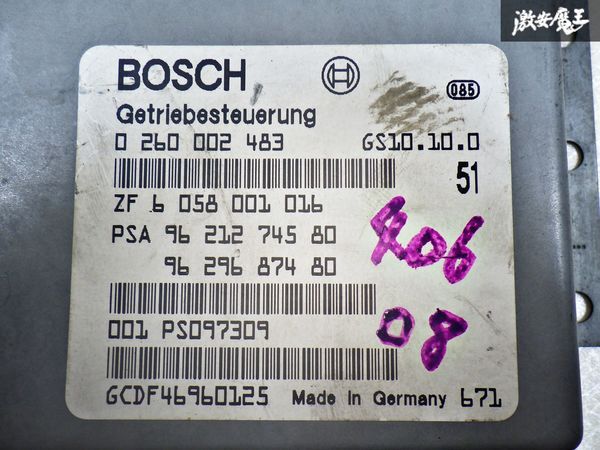 激安魔王
BOSCH
085
Getriebesteuerung
0 260 002 483 GS10.10.0
51
ZF 6 058 001 016
PSA 96 212 745 80
96 296 874 80
406
08
001 PS097309
GCDF46960125 Made in Germany 671